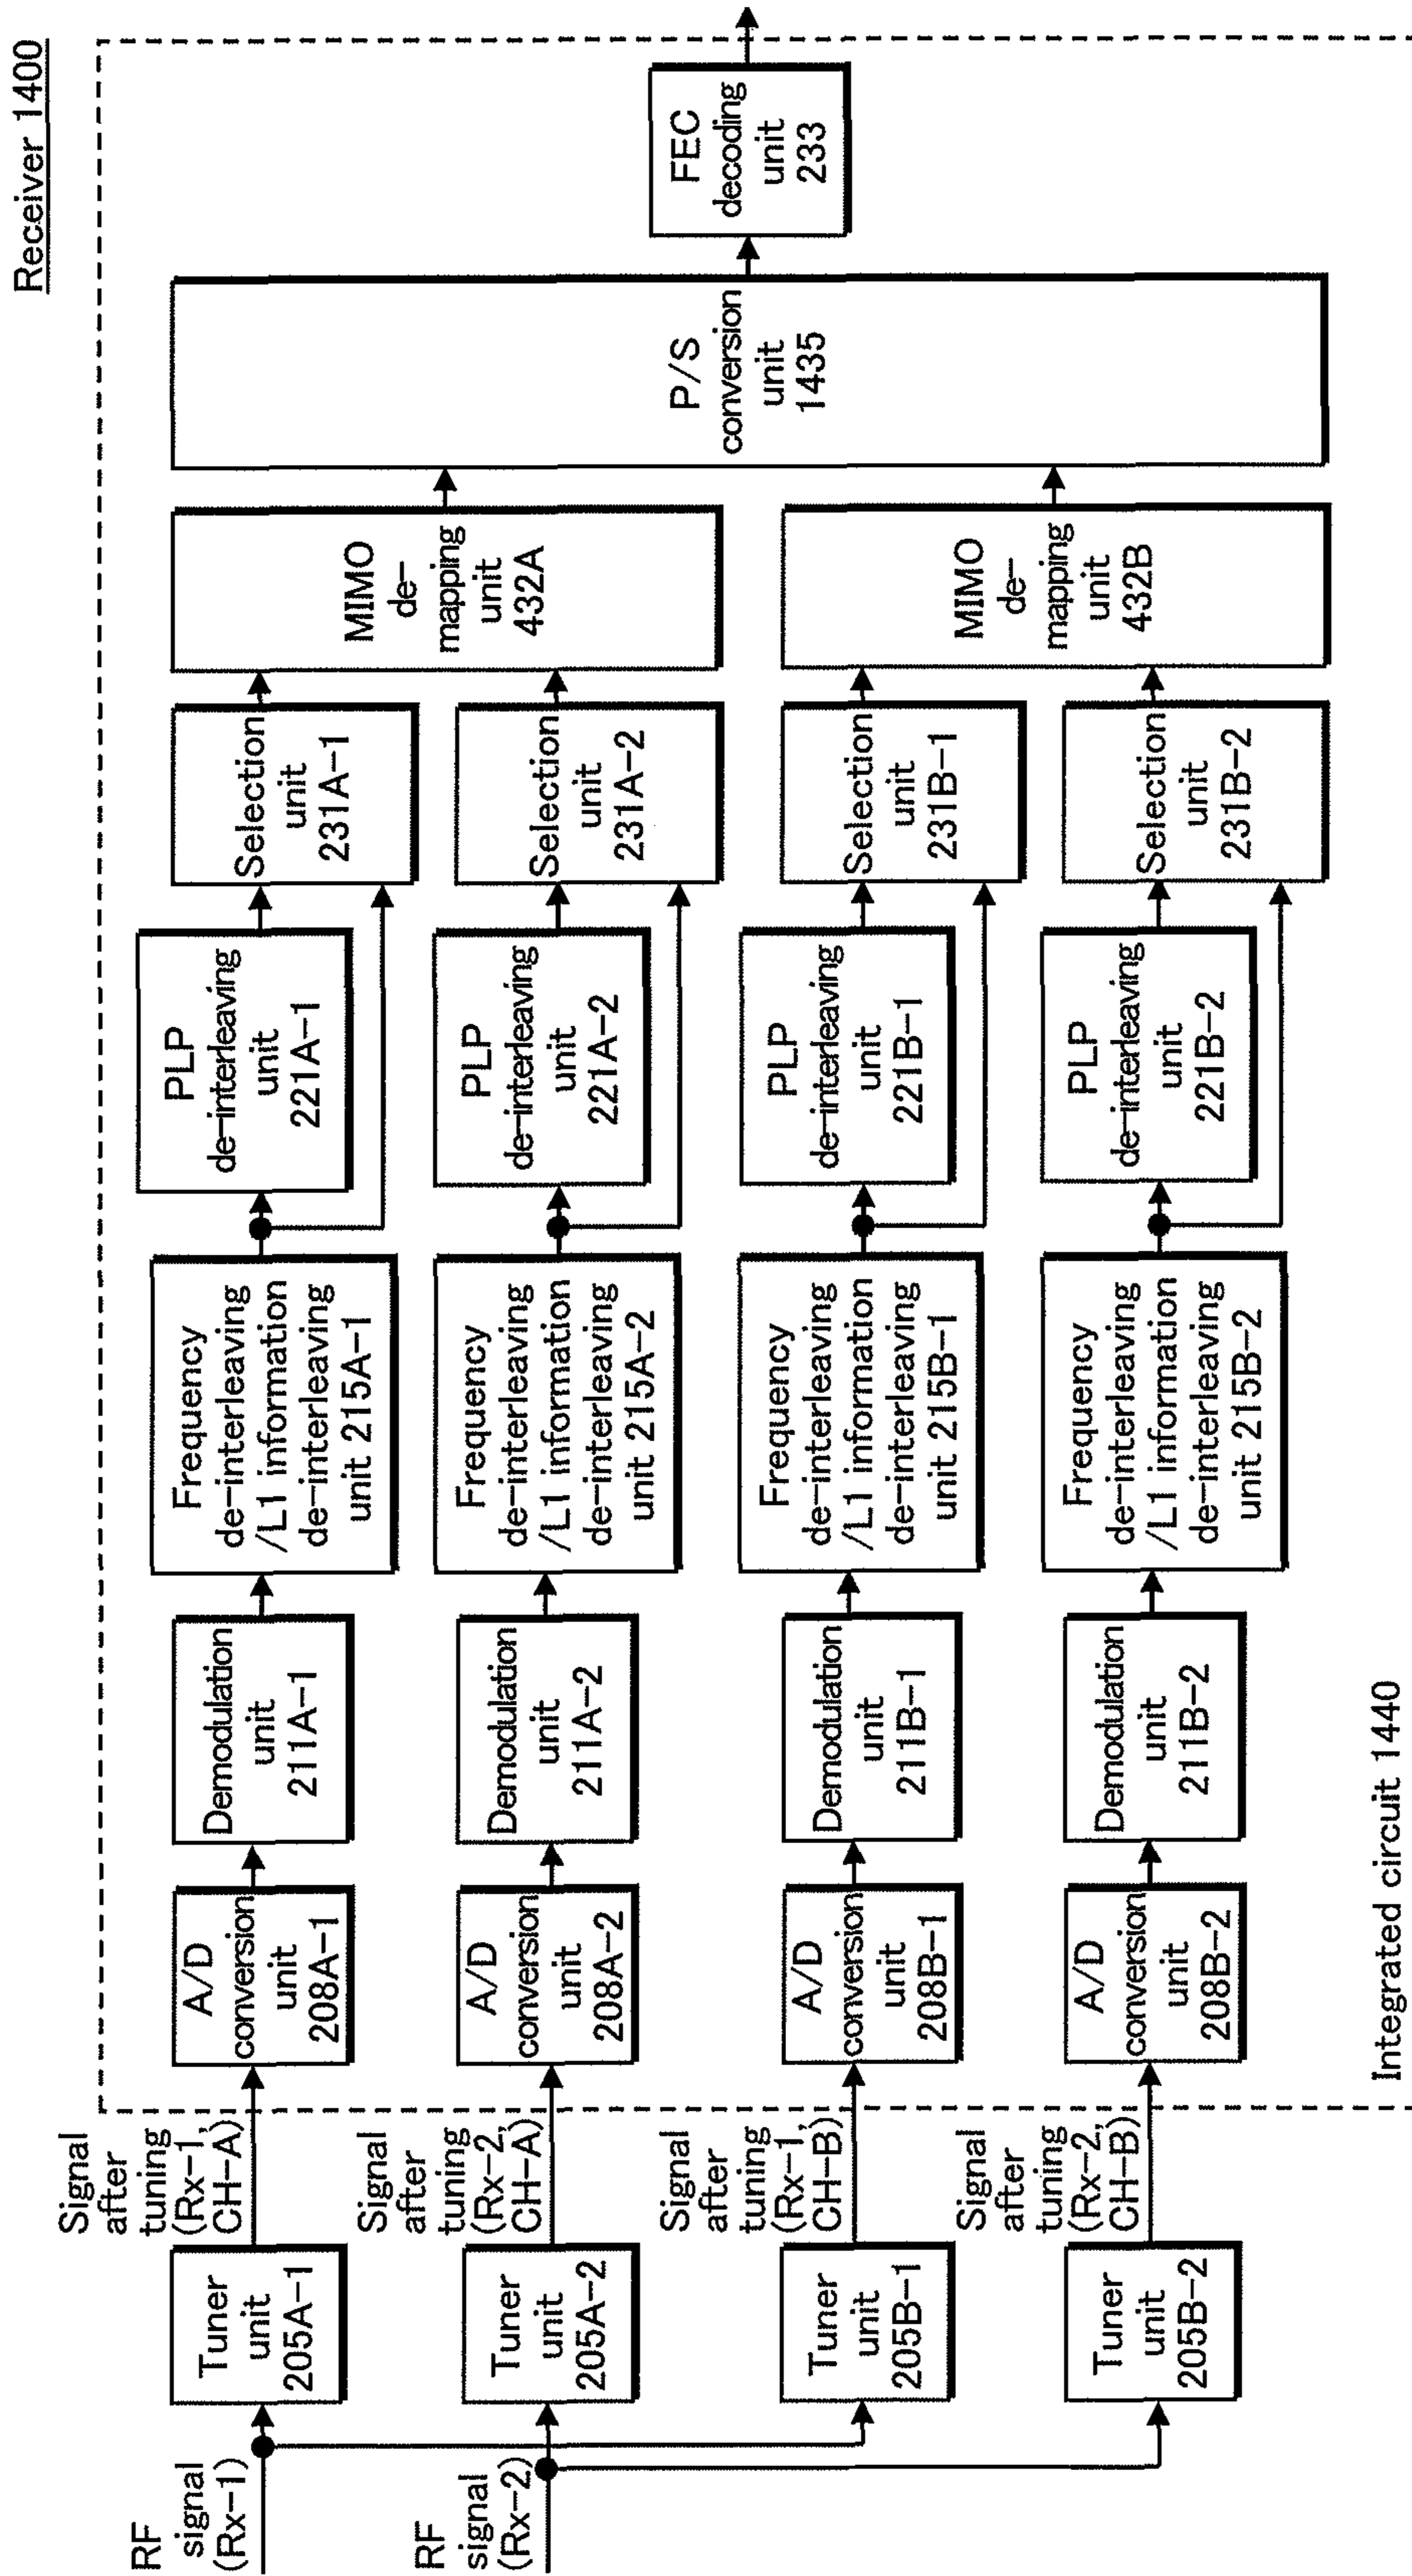 Receiver 1400
RF
signal
(Rx-1)
Tuner
unit
205A-1
Signal
after
tuning
(Rx-1,
CH-A)
A/D
conversion
unit
208A-1
Demodulation
unit
211A-1
Frequency
de-interleaving
/L1 information
de-interleaving
unit 215A-1
PLP
de-interleaving
unit
221A-1
Selection
unit
231A-1
RF
signal
(Rx-2)
Tuner
unit
205A-2
Signal
after
tuning
(Rx-2,
CH-A)
A/D
conversion
unit
208A-2
Demodulation
unit
211A-2
Frequency
de-interleaving
/L1 information
de-interleaving
unit 215A-2
PLP
de-interleaving
unit
221A-2
Selection
unit
231A-2
MIMO
de-
mapping
unit
432A
Tuner
unit
205B-1
Signal
after
tuning
(Rx-1,
CH-B)
A/D
conversion
unit
208B-1
Demodulation
unit
211B-1
Frequency
de-interleaving
/L1 information
de-interleaving
unit 215B-1
PLP
de-interleaving
unit
221B-1
Selection
unit
231B-1
Tuner
unit
205B-2
Signal
after
tuning
(Rx-2,
CH-B)
A/D
conversion
unit
208B-2
Demodulation
unit
211B-2
Frequency
de-interleaving
/L1 information
de-interleaving
unit 215B-2
PLP
de-interleaving
unit
221B-2
Selection
unit
231B-2
MIMO
de-
mapping
unit
432B
P/S
conversion
unit
1435
FEC
decoding
unit
233
Integrated circuit 1440